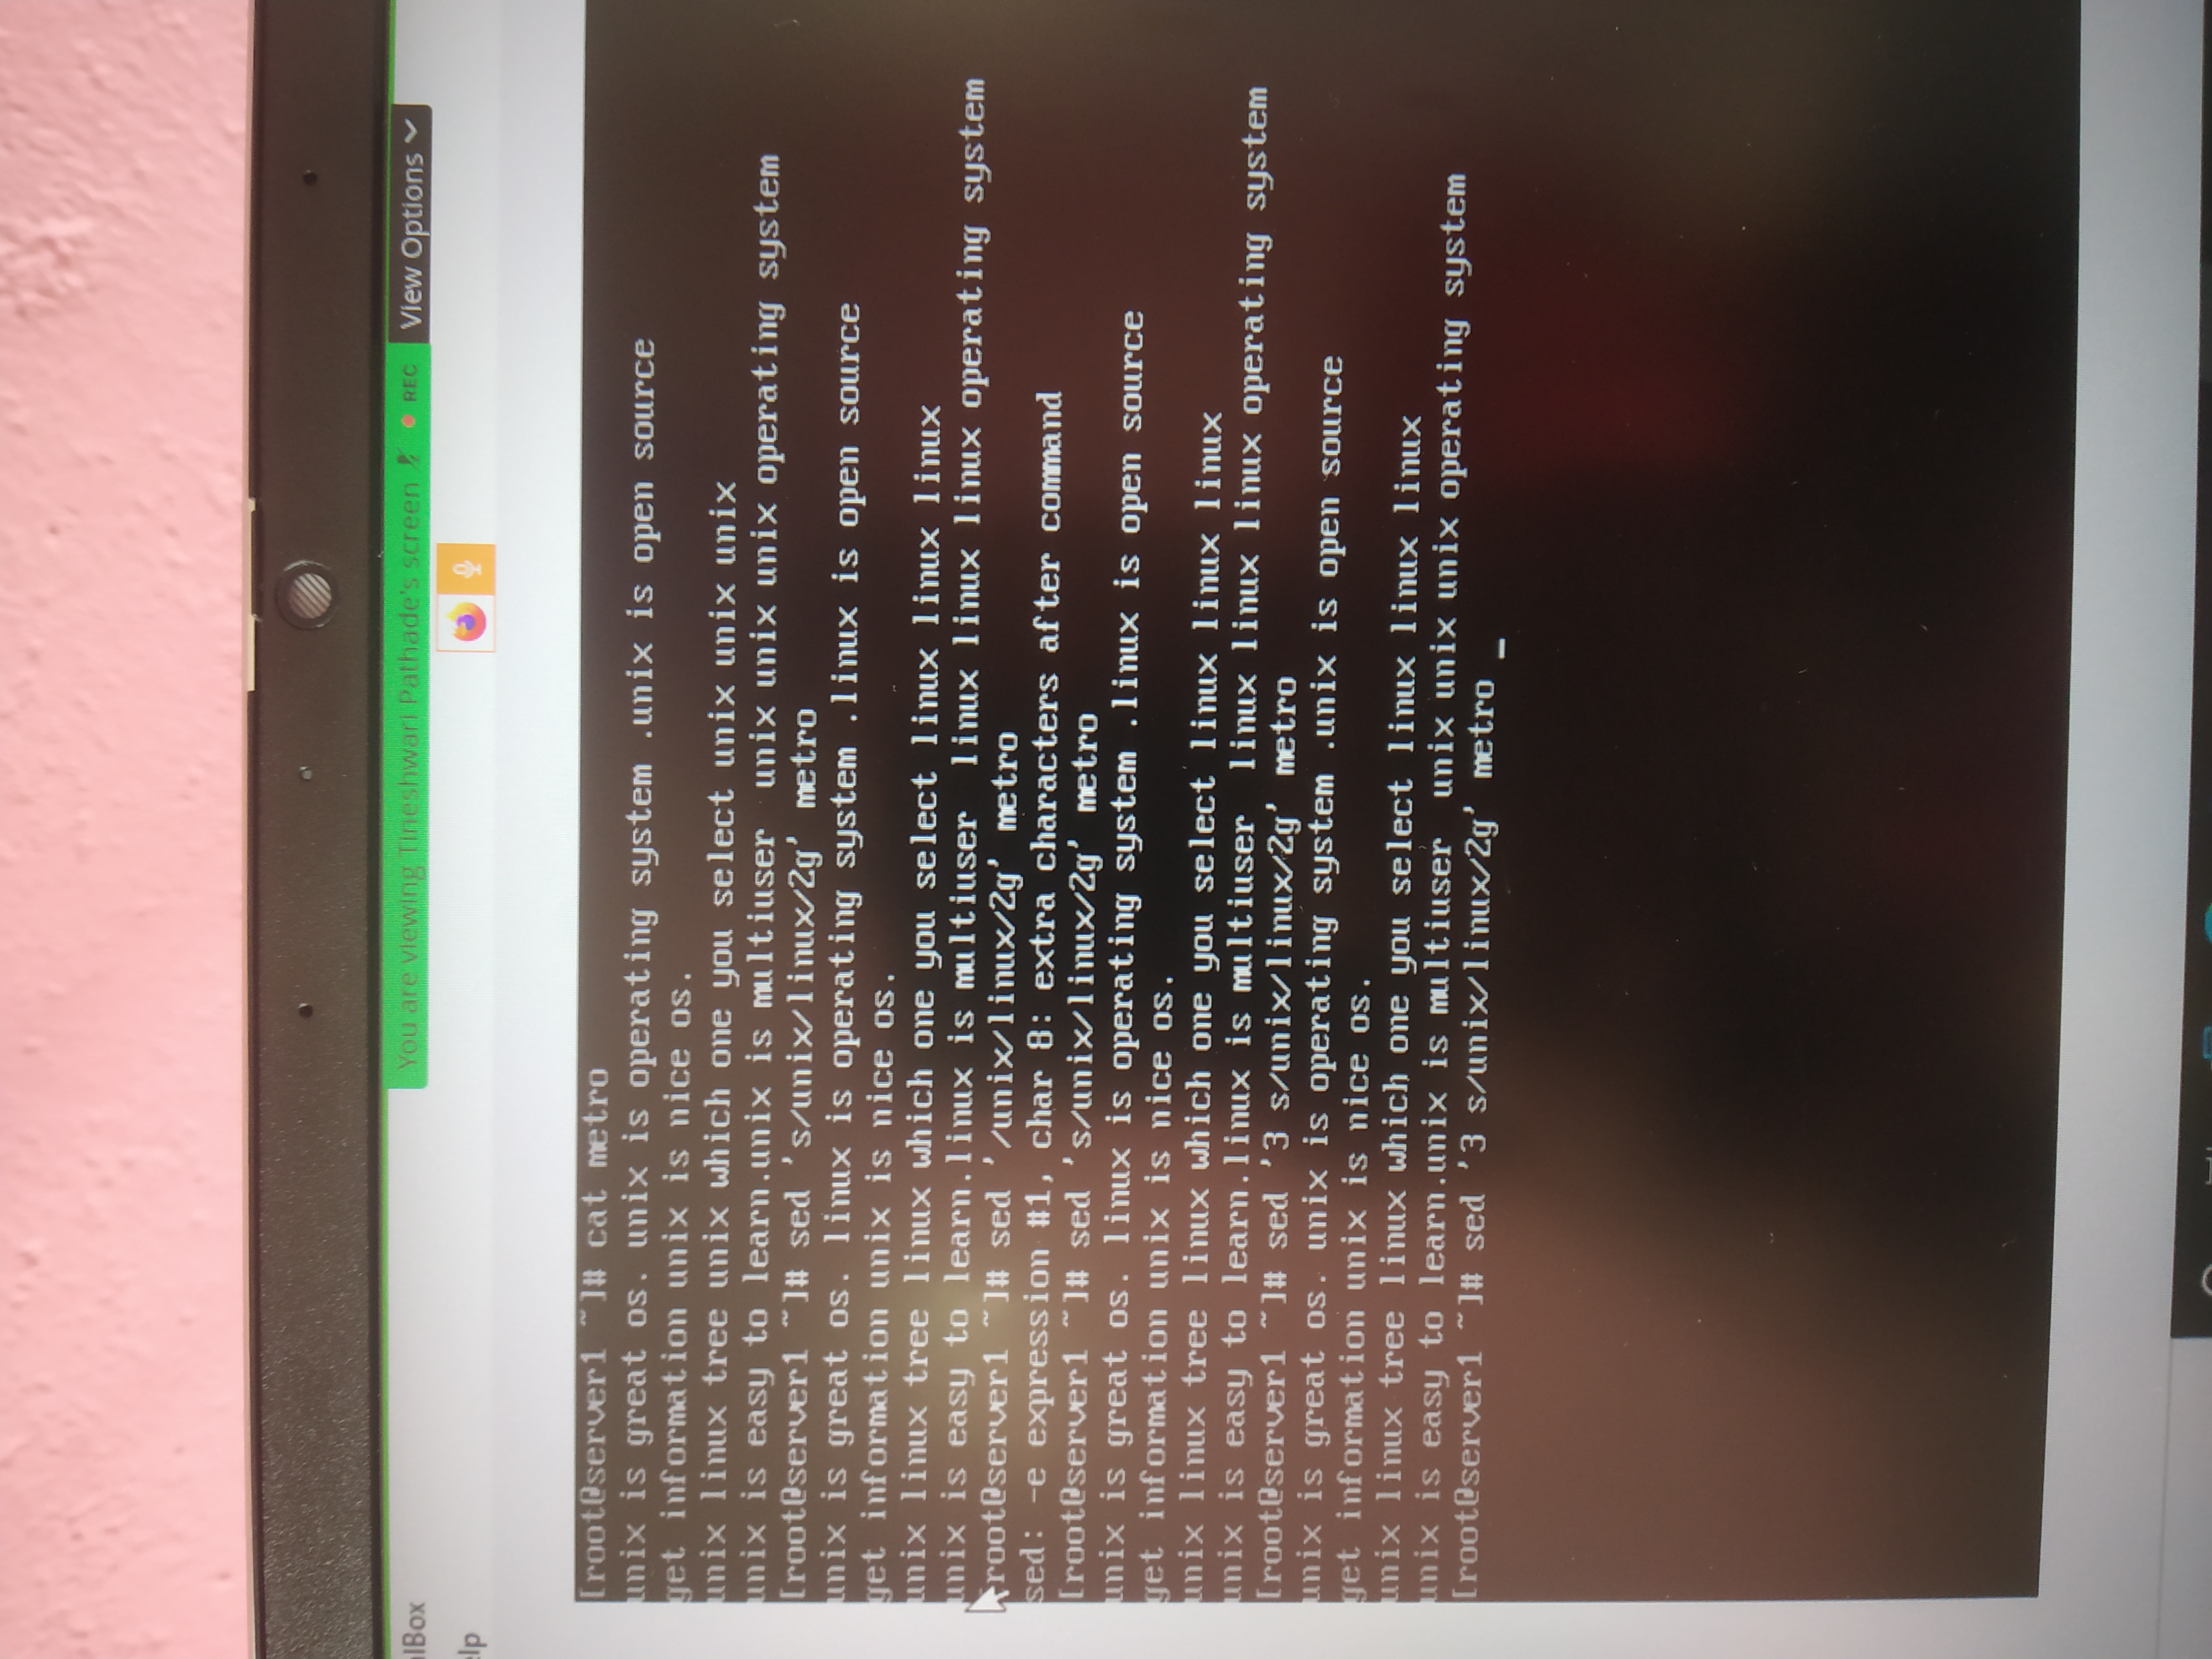 lBox
You are viewing Tineshwari Pathade's screen REC View Options
lp
[root@server1 ~]# cat metro
unix is great os. unix is operating system .unix is open source
get information unix is nice os.
unix linux tree unix which one you select unix unix unix
unix is easy to learn.unix is multiuser  unix unix unix operating system
[root@server1 ~]# sed 's/unix/linux/2g' metro
unix is great os. linux is operating system .linux is open source
get information unix is nice os.
unix linux tree linux which one you select linux linux linux
unix is easy to learn.linux is multiuser  linux linux linux operating system
[root@server1 ~]# sed '/unix/linux/2g' metro
sed: -e expression #1, char 8: extra characters after command
[root@server1 ~]# sed 's/unix/linux/2g' metro
unix is great os. linux is operating system .linux is open source
get information unix is nice os.
unix linux tree linux which one you select linux linux linux
unix is easy to learn.linux is multiuser  linux linux linux operating system
[root@server1 ~]# sed '3 s/unix/linux/2g' metro
unix is great os. unix is operating system .unix is open source
get information unix is nice os.
unix linux tree linux which one you select linux linux linux
unix is easy to learn.unix is multiuser  unix unix unix operating system
[root@server1 ~]# sed '3 s/unix/linux/2g' metro _